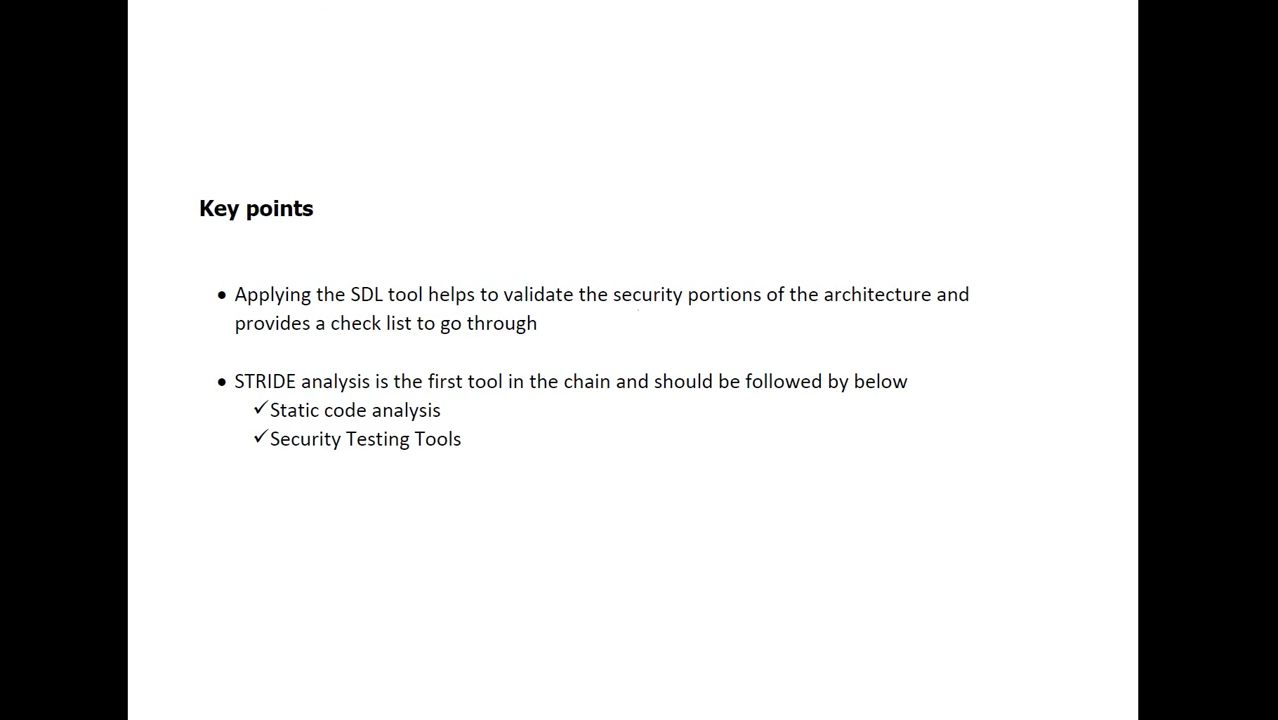 Key points
• Applying the SDL tool helps to validate the security portions of the architecture and
provides a check list to go through
• STRIDE analysis is the first tool in the chain and should be followed by below
✓Static code analysis
✓Security Testing Tools